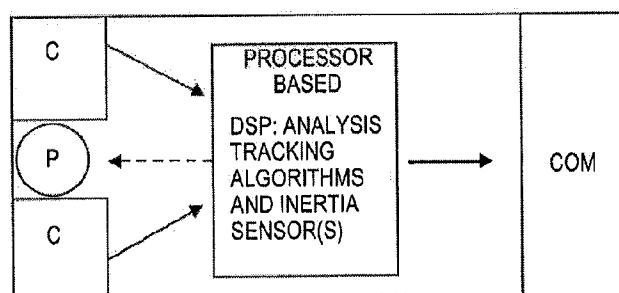 C
P
C
PROCESSOR
BASED
DSP: ANALYSIS
TRACKING
ALGORITHMS
AND INERTIA
SENSOR(S)
COM